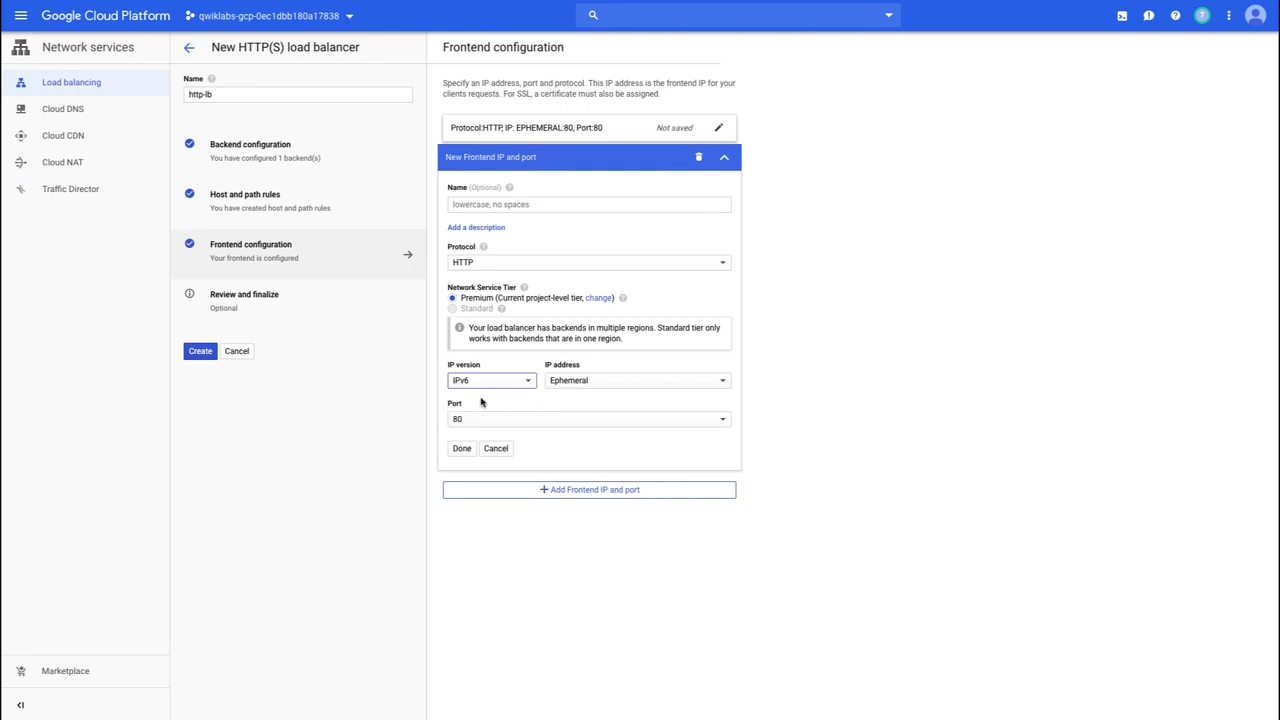 Google Cloud Platform
qwiklabs-gcp-0ec1dbb180a17838
7
Network services
Load balancing
Cloud DNS
Cloud CDN
Cloud NAT
Traffic Director
Marketplace
New HTTP(S) load balancer
Name
http-lb
Backend configuration
You have configured 1 backend(s)
Host and path rules
You have created host and path rules
Frontend configuration
Your frontend is configured
Review and finalize
Optional
Create
Cancel
Frontend configuration
Specify an IP address, port and protocol. This IP address is the frontend IP for your
clients requests. For SSL, a certificate must also be assigned.
Protocol:HTTP, IP: EPHEMERAL:80, Port:80 Not saved
New Frontend IP and port
Name (Optional)
lowercase, no spaces
Add a description
Protocol
HTTP
Network Service Tier
Premium (Current project-level tier, change)
Standard
Your load balancer has backends in multiple regions. Standard tier only
works with backends that are in one region.
IP version IP address
IPv6 Ephemeral
Port
80
Done Cancel
+ Add Frontend IP and port